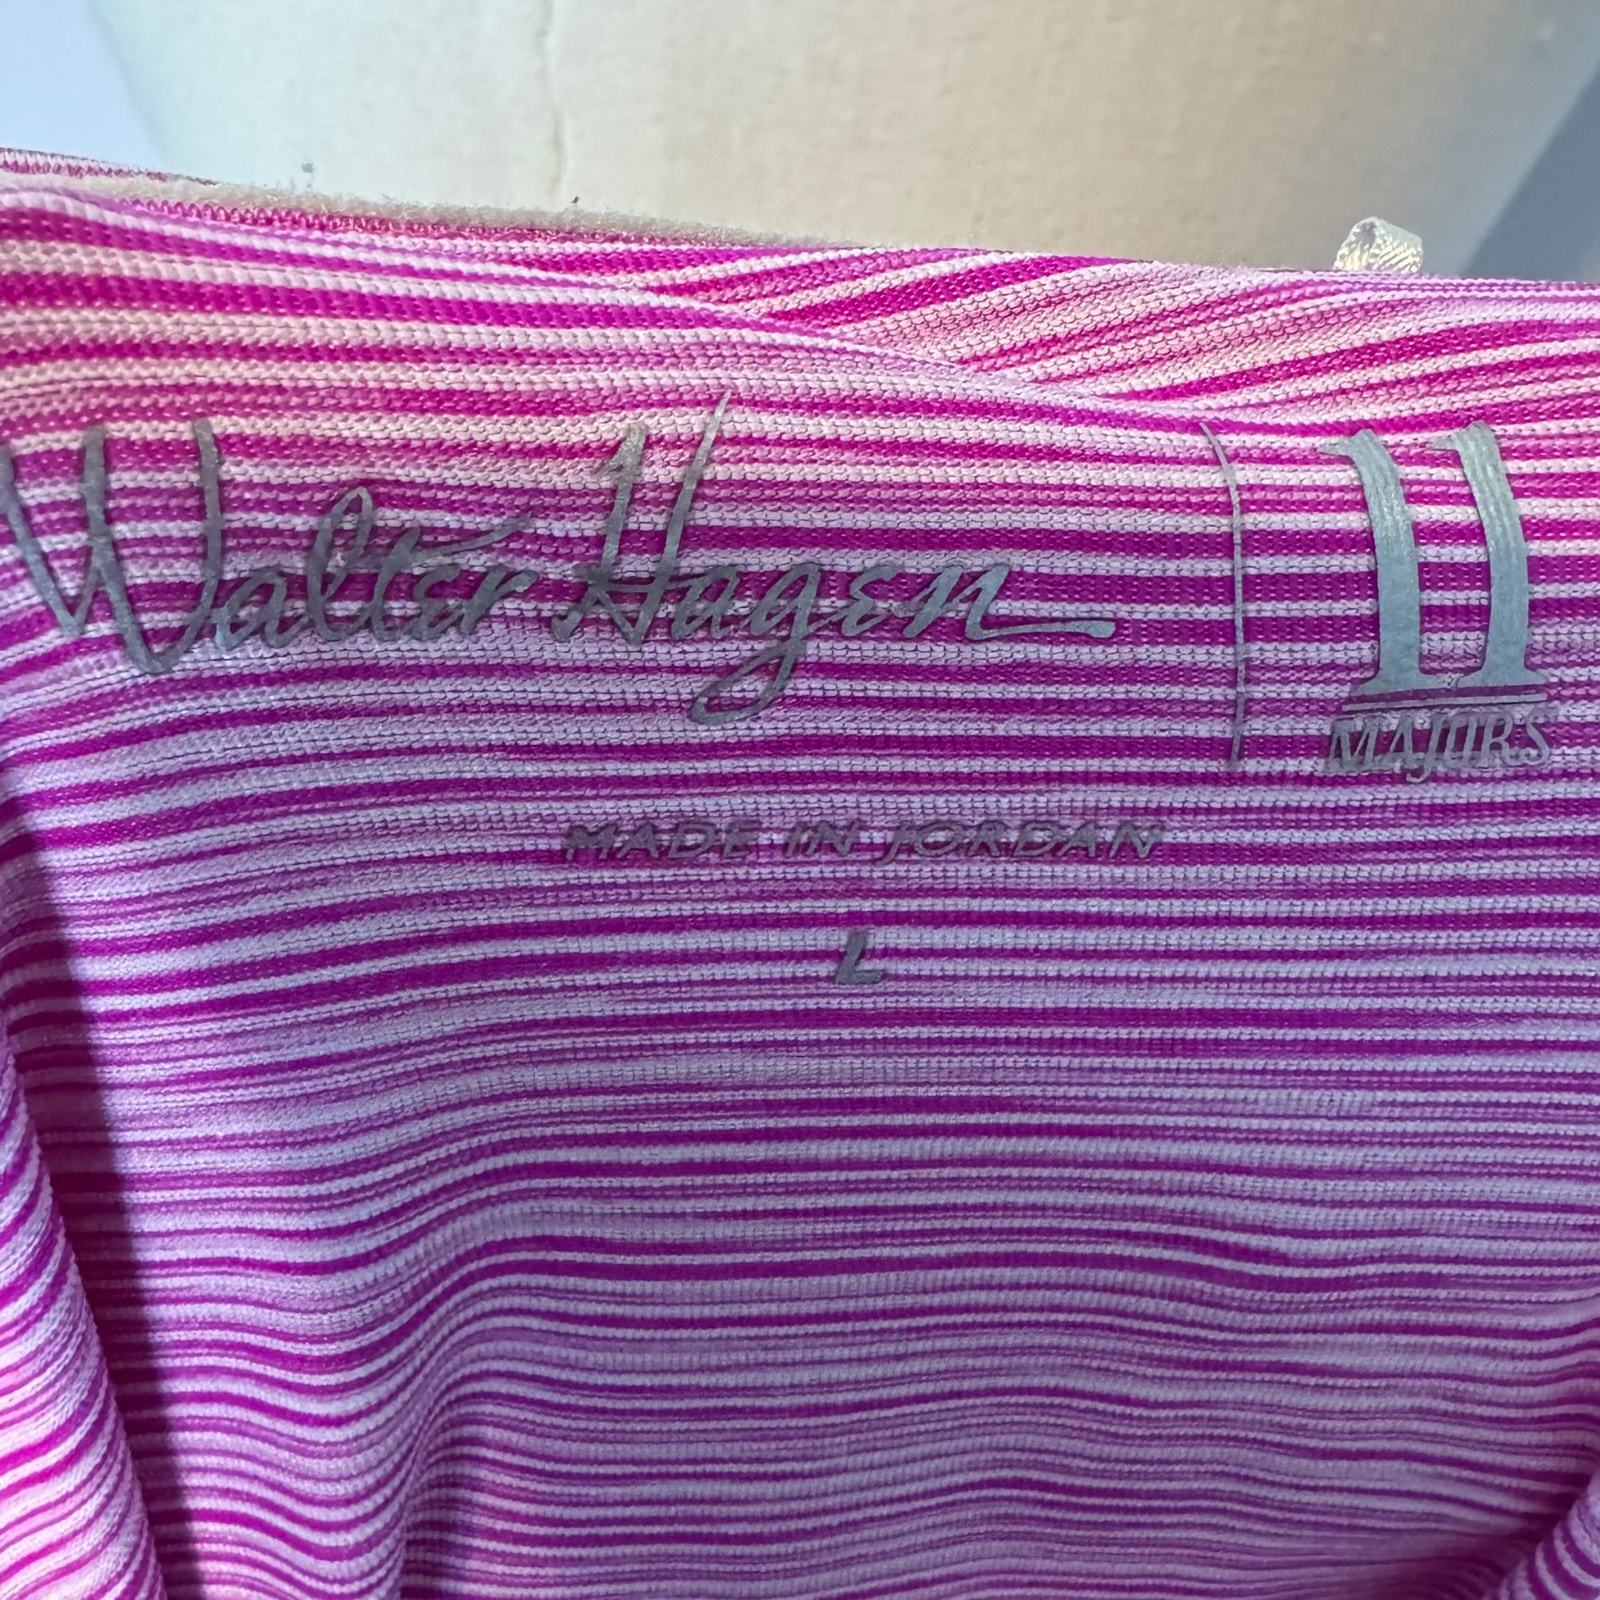 Walter Hagen | 11
MAJORS
MADE IN JORDAN
L